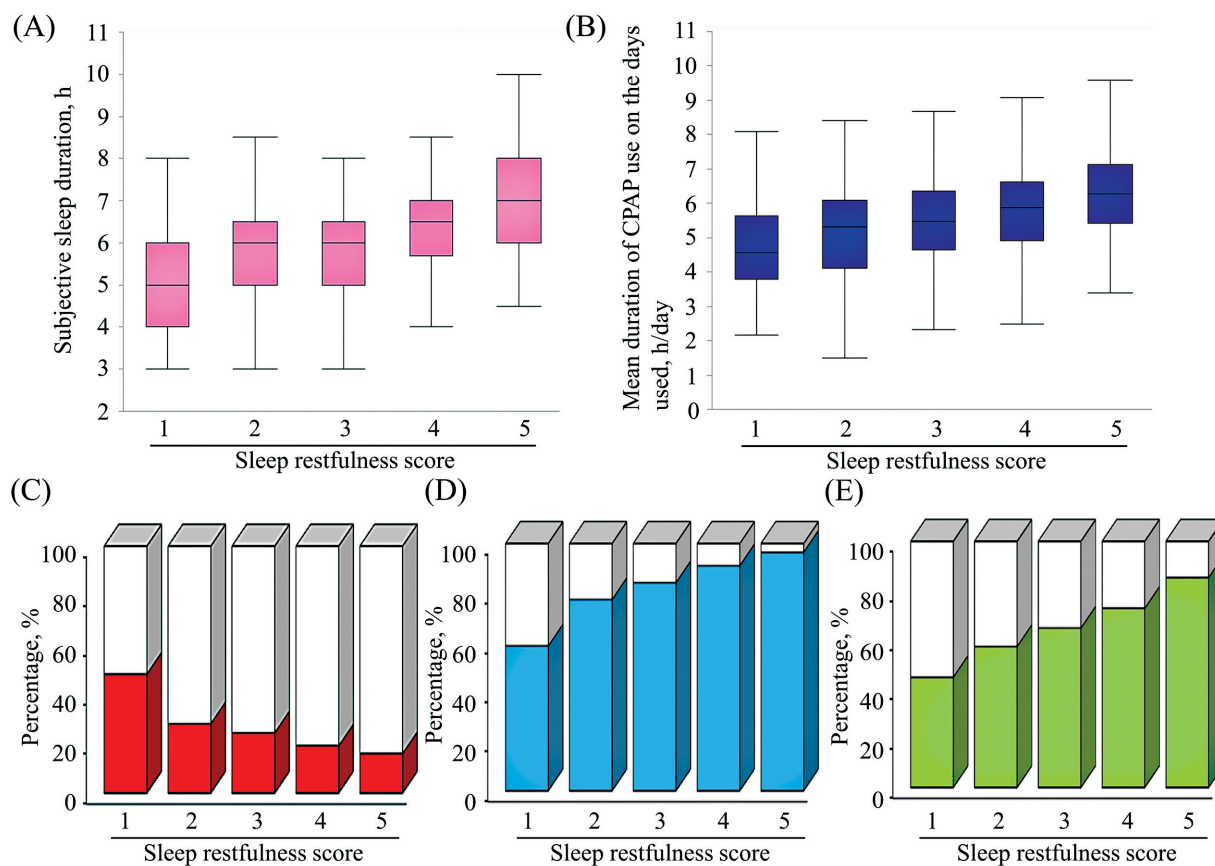 (A)
Subjective sleep duration, h
11
10
9
8
7
6
5
4
3
2
1 2 3 4 5
Sleep restfulness score
(B)
Mean duration of CPAP use on the days
used, h/day
11
10
9
8
7
6
5
4
3
2
1
0
1 2 3 4 5
Sleep restfulness score
(C)
Percentage, %
100
80
60
40
20
0
1 2 3 4 5
Sleep restfulness score
(D)
Percentage, %
100
80
60
40
20
0
1 2 3 4 5
Sleep restfulness score
(E)
Percentage, %
100
80
60
40
20
0
1 2 3 4 5
Sleep restfulness score